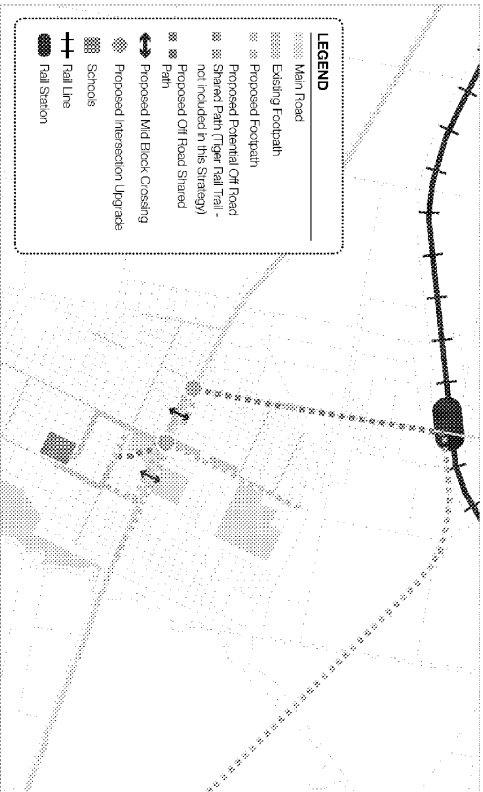 LEGEND
Main Road
Existing Footpath
Proposed Footpath
Proposed Potential Off Road
Shared Path (Tiger Rail Trail -
not included in this Strategy)
Proposed Off Road Shared
Path
Proposed Mid Block Crossing
Proposed Intersection Upgrade
Schools
Rail Line
Rail Station